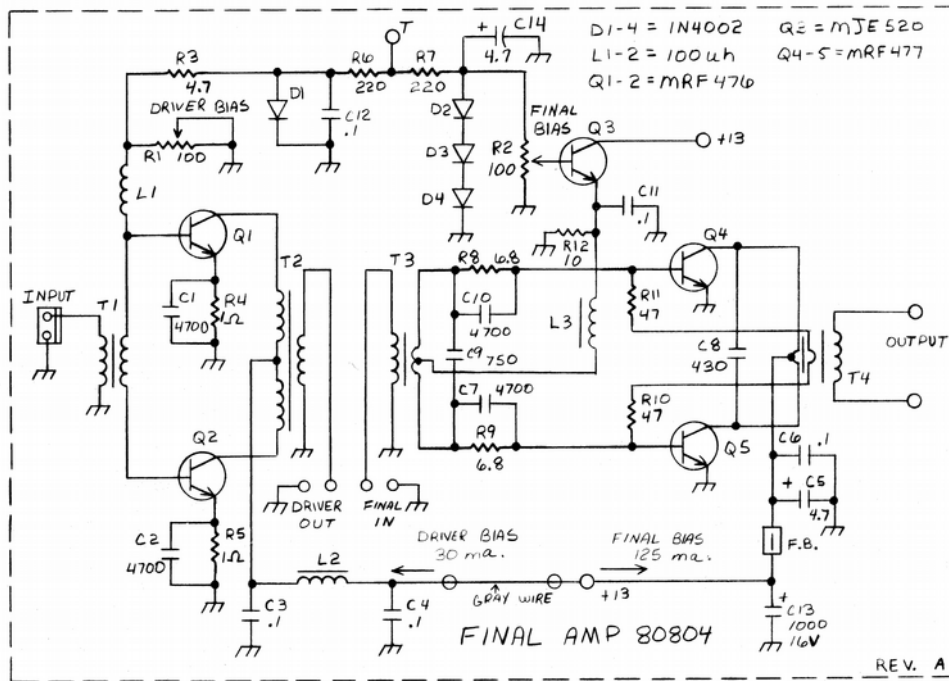 D1-4 = 1N4002
Q3 = MJE520
L1-2 = 100uh
Q4-5 = MRF477
Q1-2 = MRF476
T
+
C14
4.7
R3
4.7
R6
220
R7
220
D1
C12
.1
DRIVER BIAS
R1 100
L1
D2
D3
D4
FINAL BIAS
R2
100
Q3
+13
C11
.1
R12
10
Q1
C1
4700
R4
1Ω
T2
T3
R8 6.8
C10
4700
C9 750
C7 4700
R9
6.8
L3
Q4
R11
47
C8
430
R10
47
Q5
T4
OUTPUT
INPUT
T1
Q2
DRIVER OUT
FINAL IN
C6 .1
+ C5
4.7
F.B.
C2
4700
R5
1Ω
L2
DRIVER BIAS
30 ma.
FINAL BIAS
125 ma.
GRAY WIRE
+13
C3
.1
C4
.1
+
C13
1000
16V
FINAL AMP 80804
REV. A